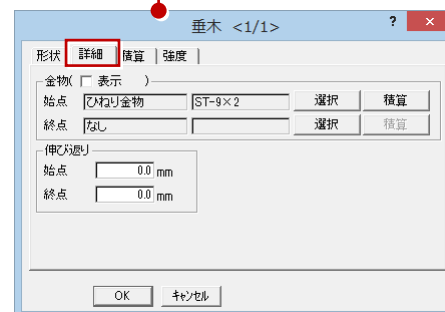 垂木 <1/1>
? ×
形状 詳細 積算 強度
金物( 表示 )
始点 ひねり金物 ST-9×2 選択 積算
終点 なし 選択 積算
伸び返り
始点 0.0 mm
終点 0.0 mm
OK キャンセル